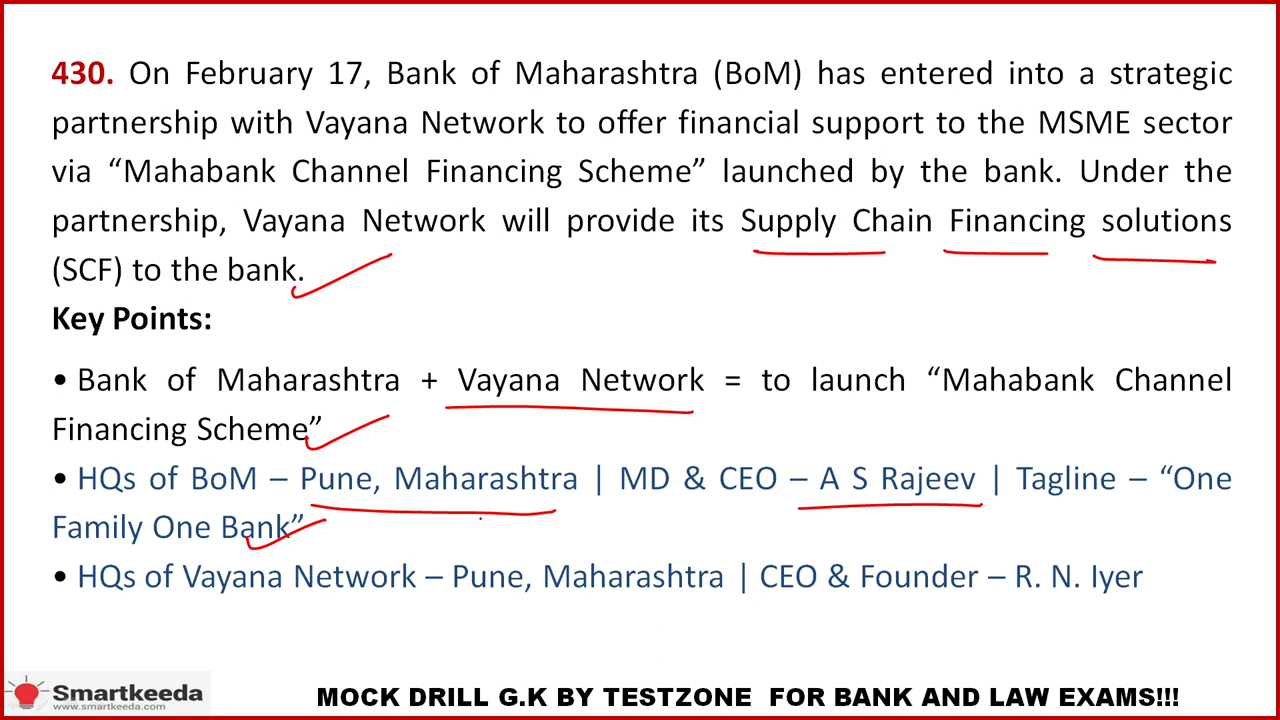 430. On February 17, Bank of Maharashtra (BoM) has entered into a strategic
partnership with Vayana Network to offer financial support to the MSME sector
via “Mahabank Channel Financing Scheme” launched by the bank. Under the
partnership, Vayana Network will provide its Supply Chain Financing solutions
(SCF) to the bank.
Key Points:
• Bank of Maharashtra + Vayana Network = to launch “Mahabank Channel
Financing Scheme”
• HQs of BoM – Pune, Maharashtra | MD & CEO – A S Rajeev | Tagline – “One
Family One Bank”
• HQs of Vayana Network – Pune, Maharashtra | CEO & Founder – R. N. Iyer
Smartkeeda
www.smartkeeda.com
MOCK DRILL G.K BY TESTZONE FOR BANK AND LAW EXAMS!!!